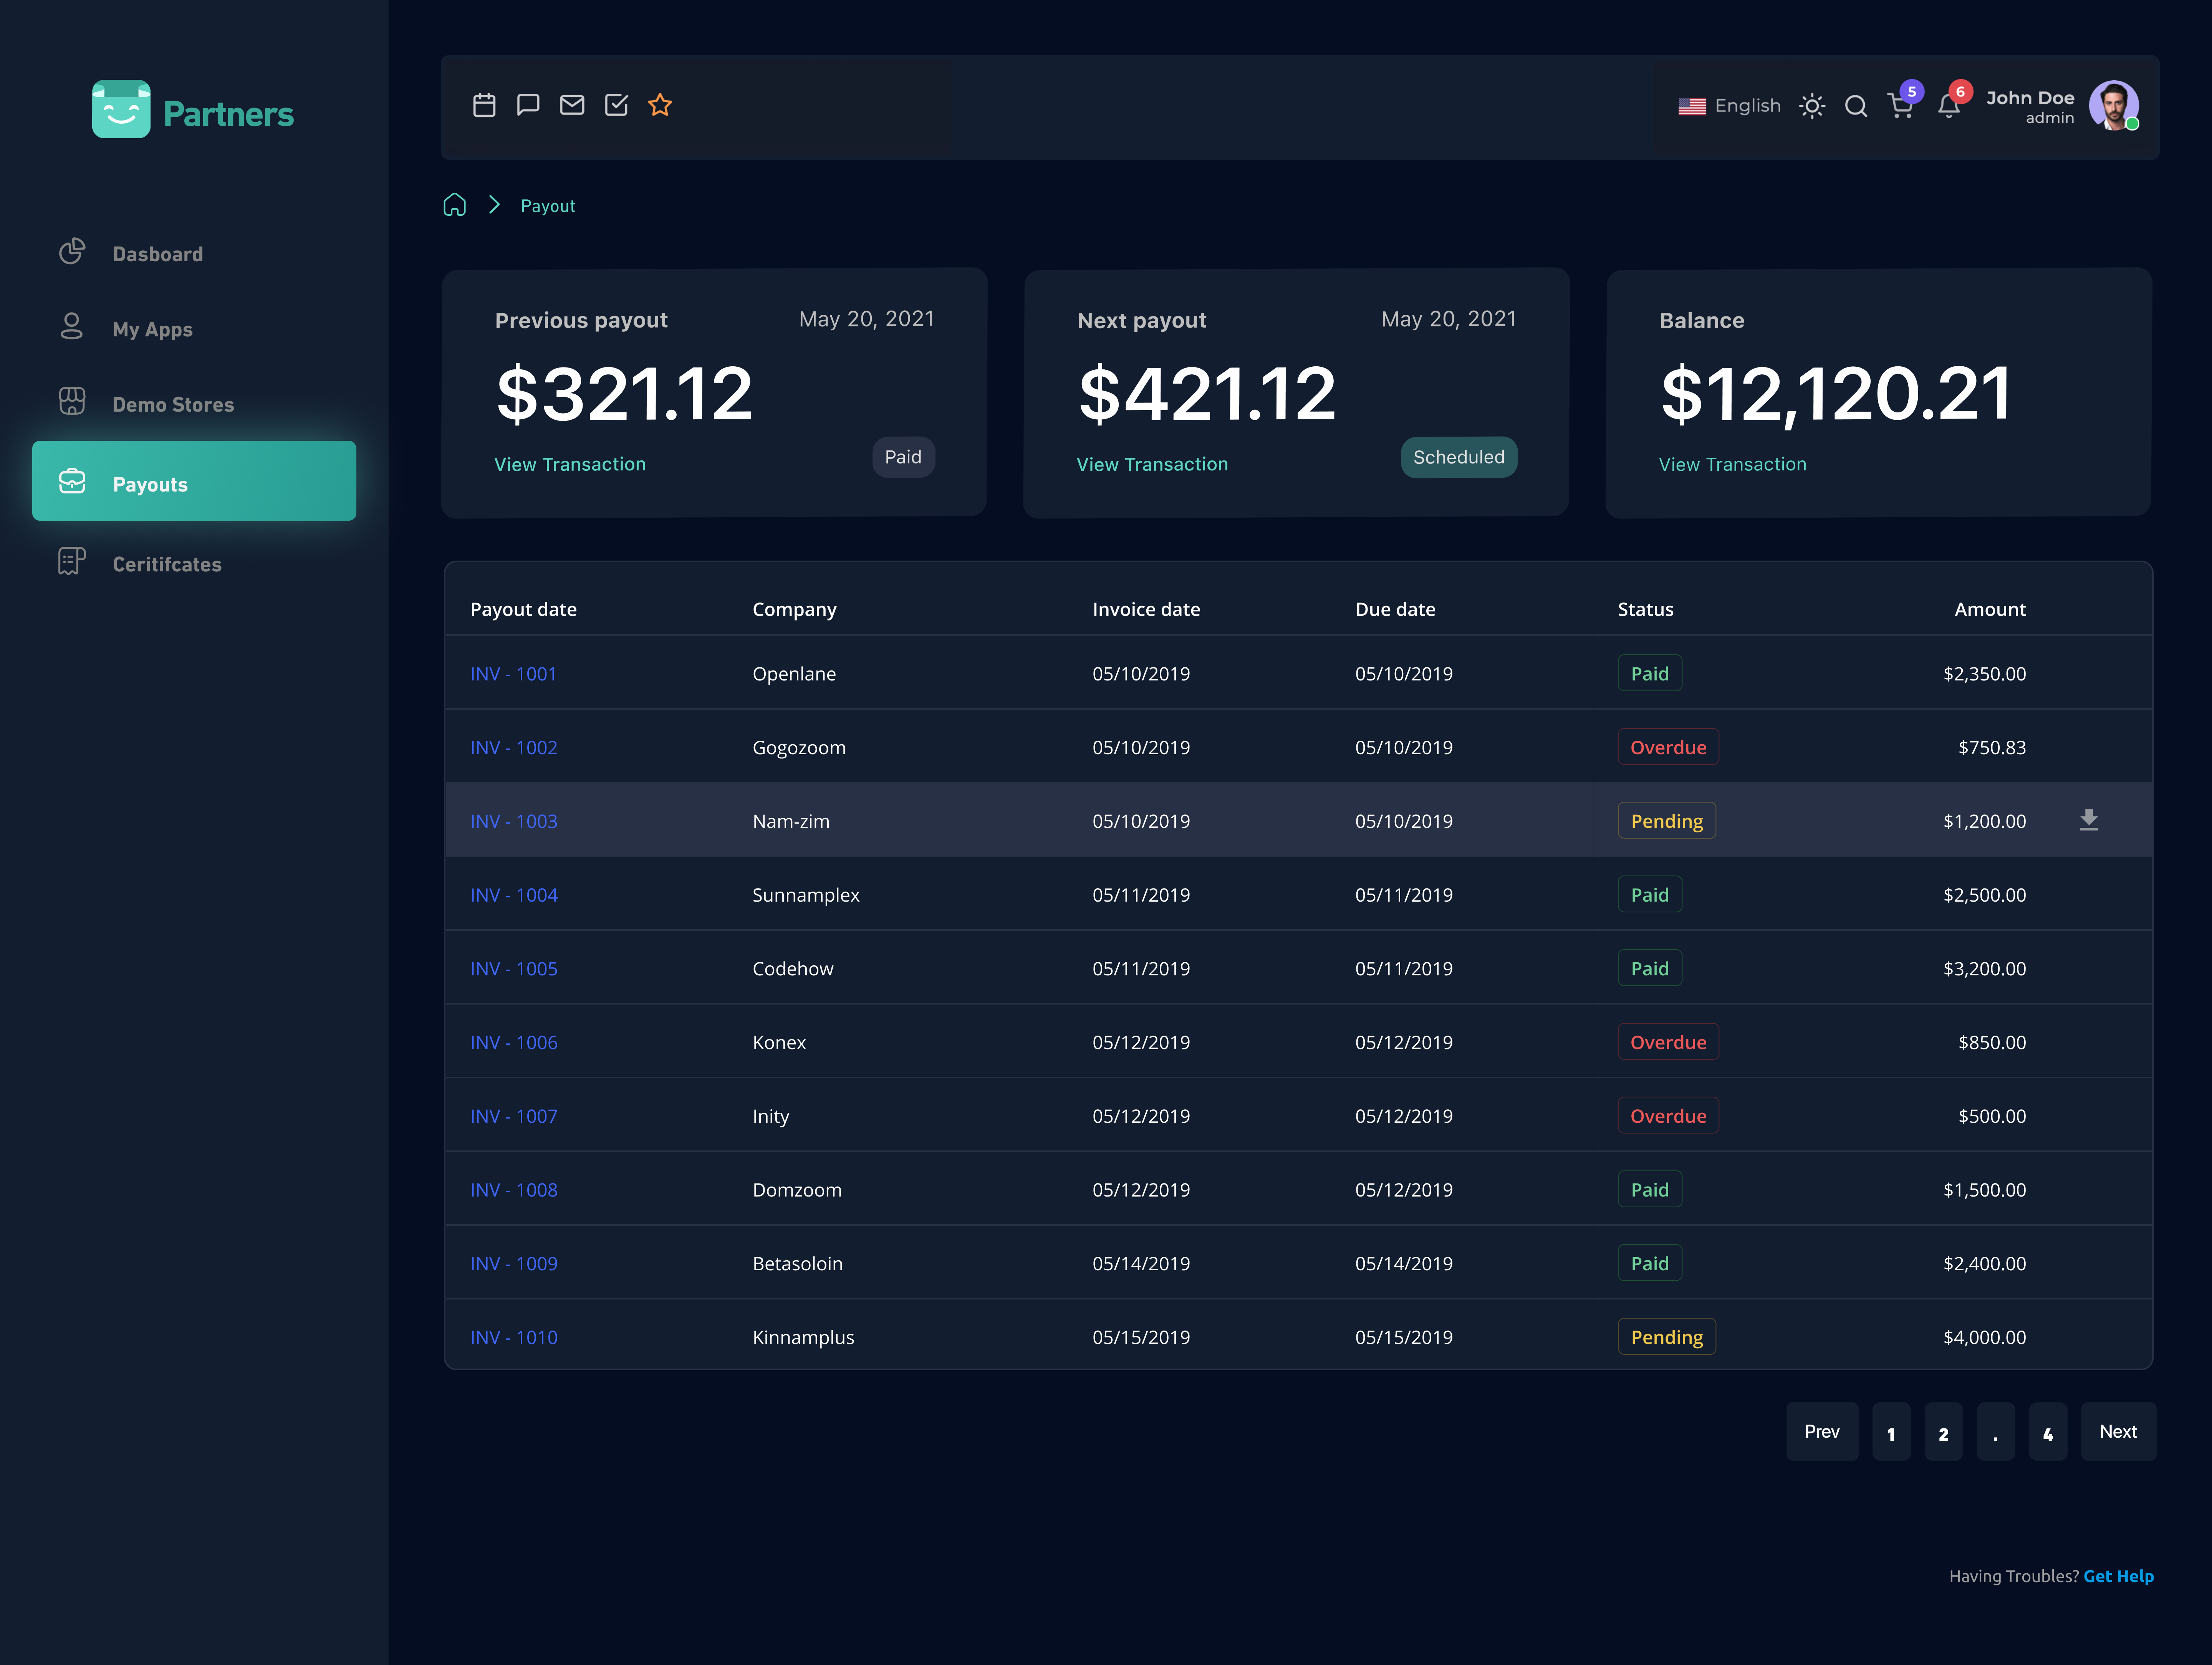 Partners
English
5
6
John Doe
admin
Payout
Dasboard
My Apps
Demo Stores
Payouts
Ceritifcates
Previous payout May 20, 2021
$321.12
View Transaction Paid
Next payout May 20, 2021
$421.12
View Transaction Scheduled
Balance
$12,120.21
View Transaction
Payout date Company Invoice date Due date Status Amount
INV - 1001 Openlane 05/10/2019 05/10/2019 Paid $2,350.00
INV - 1002 Gogozoom 05/10/2019 05/10/2019 Overdue $750.83
INV - 1003 Nam-zim 05/10/2019 05/10/2019 Pending $1,200.00
INV - 1004 Sunnamplex 05/11/2019 05/11/2019 Paid $2,500.00
INV - 1005 Codehow 05/11/2019 05/11/2019 Paid $3,200.00
INV - 1006 Konex 05/12/2019 05/12/2019 Overdue $850.00
INV - 1007 Inity 05/12/2019 05/12/2019 Overdue $500.00
INV - 1008 Domzoom 05/12/2019 05/12/2019 Paid $1,500.00
INV - 1009 Betasoloin 05/14/2019 05/14/2019 Paid $2,400.00
INV - 1010 Kinnamplus 05/15/2019 05/15/2019 Pending $4,000.00
Prev 1 2 . 4 Next
Having Troubles? Get Help